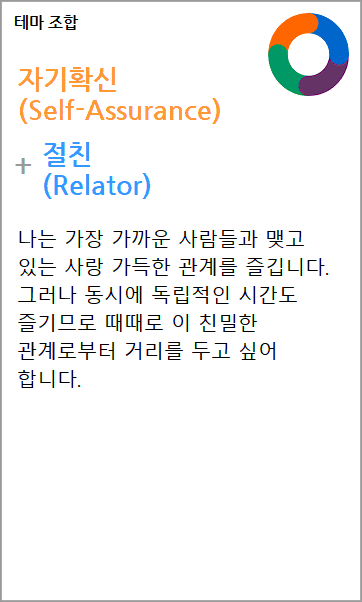 테마 조합
자기확신
(Self-Assurance)
+ 절친
(Relator)
나는 가장 가까운 사람들과 맺고
있는 사랑 가득한 관계를 즐깁니다.
그러나 동시에 독립적인 시간도
즐기므로 때때로 이 친밀한
관계로부터 거리를 두고 싶어
합니다.